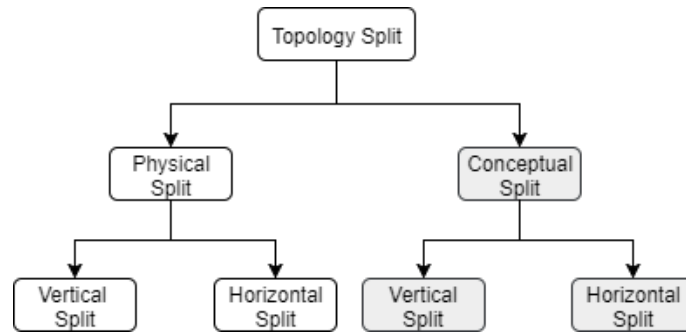 Topology Split
Physical
Split
Conceptual
Split
Vertical
Split
Horizontal
Split
Vertical
Split
Horizontal
Split